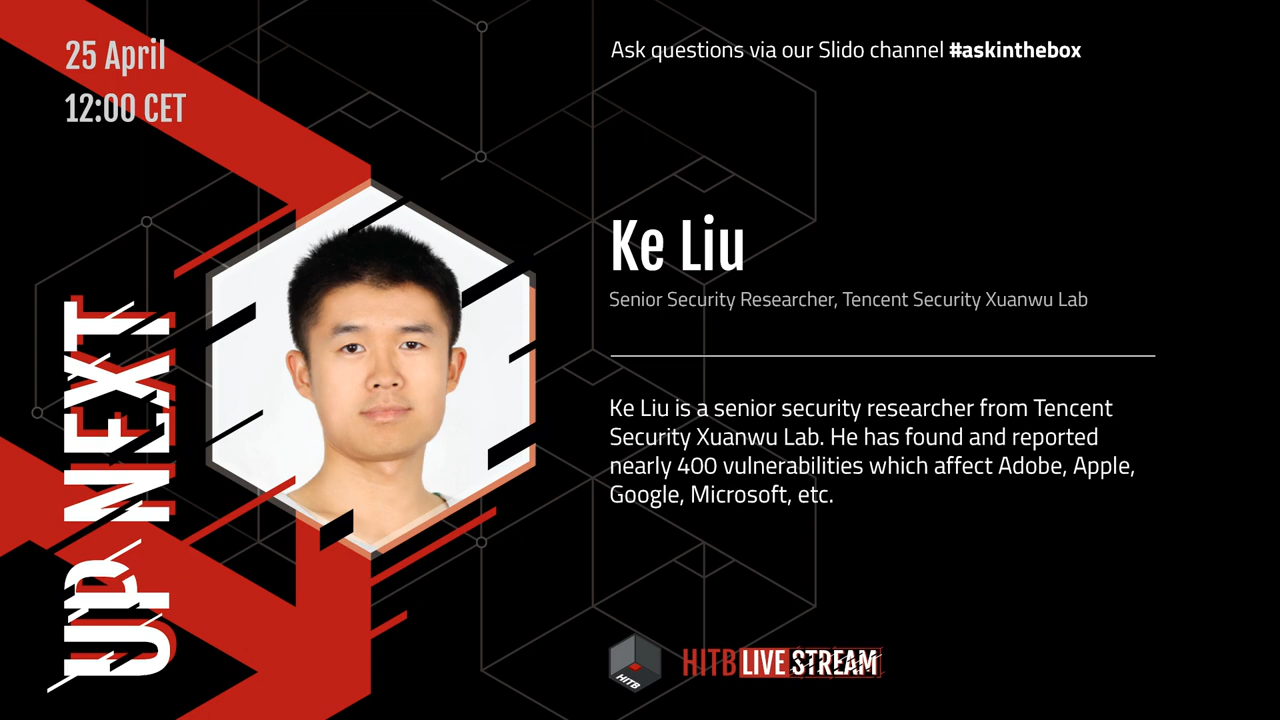 25 April
12:00 CET
Ask questions via our Slido channel #askinthebox
UP NEXT
Ke Liu
Senior Security Researcher, Tencent Security Xuanwu Lab
Ke Liu is a senior security researcher from Tencent
Security Xuanwu Lab. He has found and reported
nearly 400 vulnerabilities which affect Adobe, Apple,
Google, Microsoft, etc.
HITB
HITB LIVE STREAM